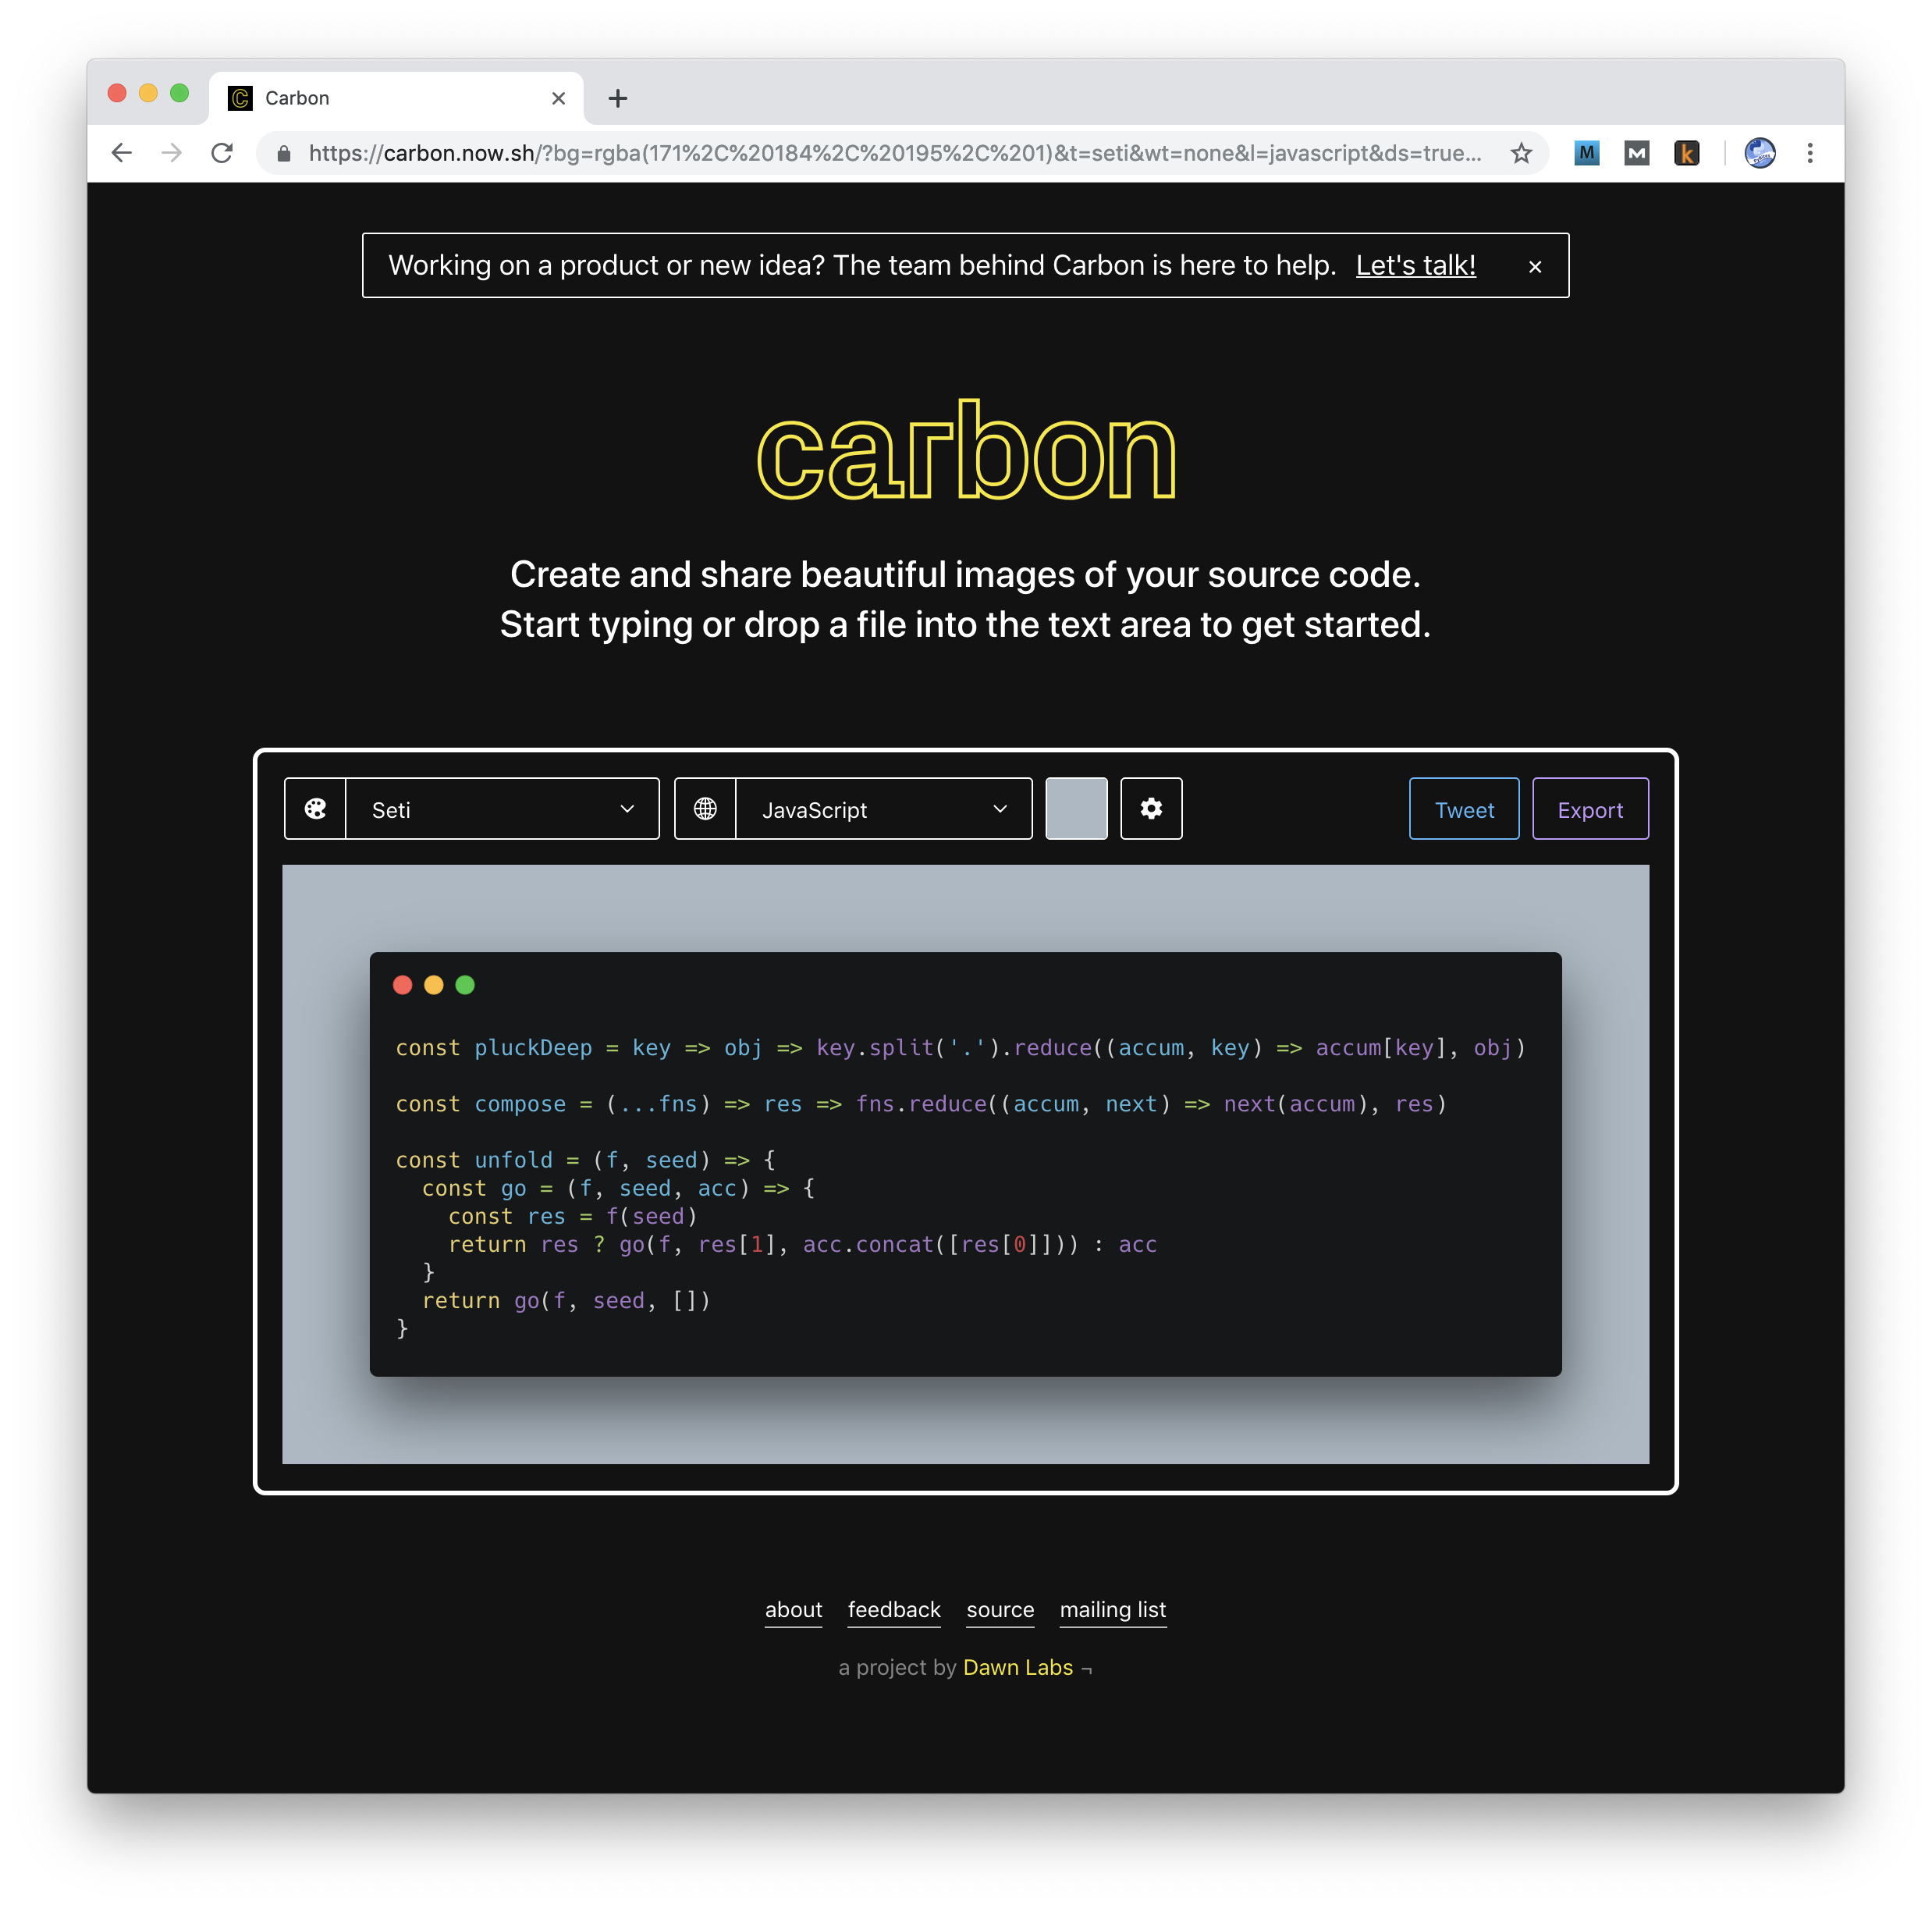 Carbon
https://carbon.now.sh/?bg=rgba(171%2C%20184%2C%20195%2C%201)&t=seti&wt=none&l=javascript&ds=true...
M M k
Working on a product or new idea? The team behind Carbon is here to help. Let's talk! ×
carbon
Create and share beautiful images of your source code.
Start typing or drop a file into the text area to get started.
Seti JavaScript Tweet Export
const pluckDeep = key => obj => key.split('.').reduce((accum, key) => accum[key], obj)
const compose = (...fns) => res => fns.reduce((accum, next) => next(accum), res)
const unfold = (f, seed) => {
  const go = (f, seed, acc) => {
    const res = f(seed)
    return res ? go(f, res[1], acc.concat([res[0]])) : acc
  }
  return go(f, seed, [])
}
about feedback source mailing list
a project by Dawn Labs ¬